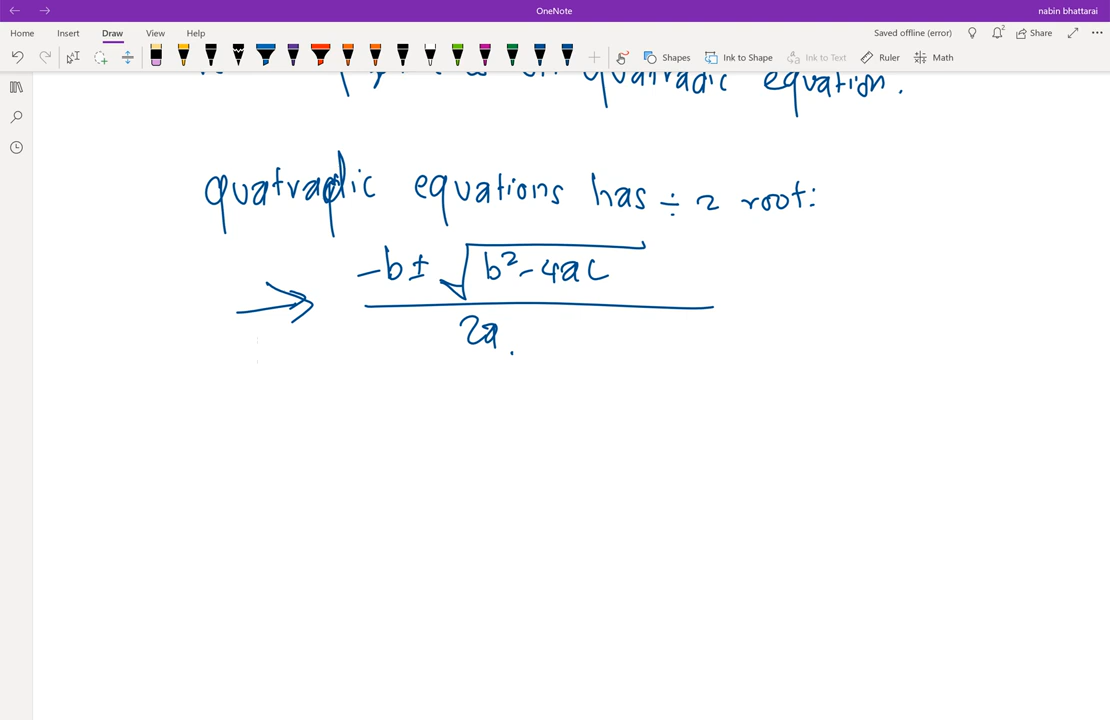 OneNote
nabin bhattarai
Home Insert Draw View Help
Saved offline (error) Share
Shapes Ink to Shape Ink to Text Ruler Math
quatradic equation.
quatradic equations has ÷ 2 root:
-b ± √b² - 4ac
2a.